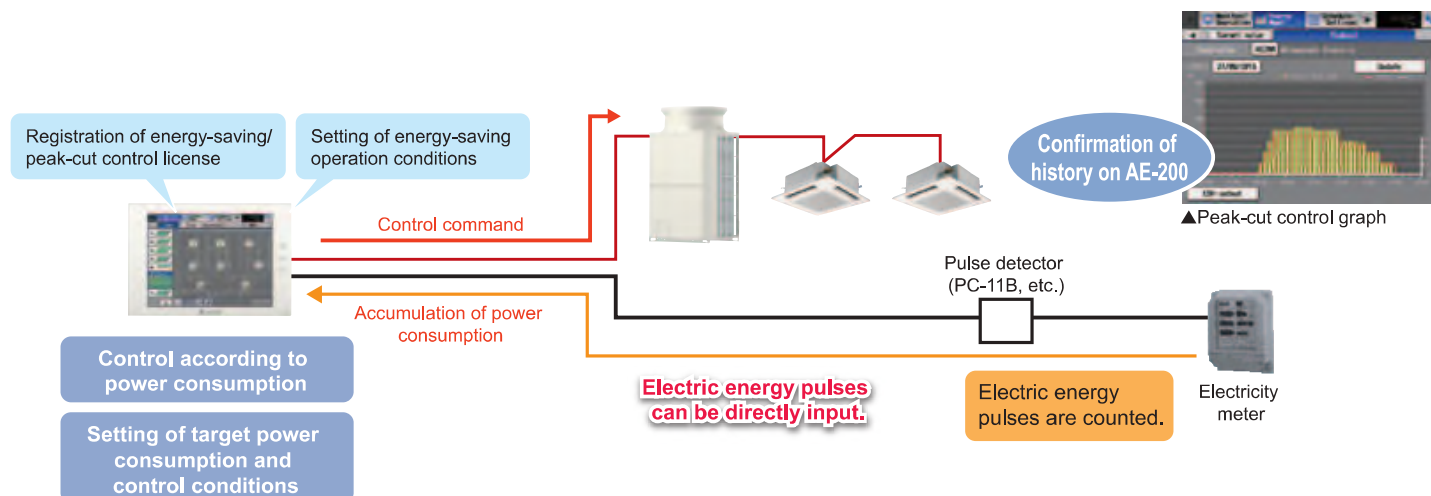 Registration of energy-saving/
peak-cut control license
Setting of energy-saving
operation conditions
Control command
Accumulation of power
consumption
Control according to
power consumption
Setting of target power
consumption and
control conditions
Confirmation of
history on AE-200
▲Peak-cut control graph
Pulse detector
(PC-11B, etc.)
Electric energy pulses
can be directly input.
Electric energy
pulses are counted.
Electricity
meter